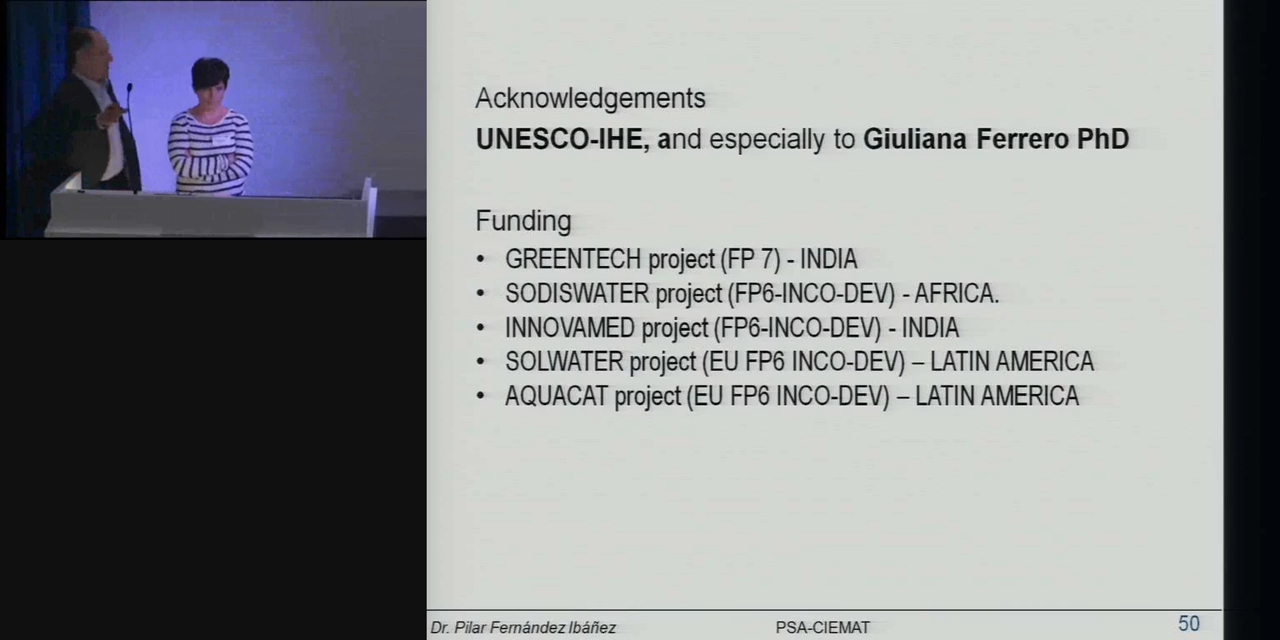 Acknowledgements
UNESCO-IHE, and especially to Giuliana Ferrero PhD
Funding
• GREENTECH project (FP 7) - INDIA
• SODISWATER project (FP6-INCO-DEV) - AFRICA.
• INNOVAMED project (FP6-INCO-DEV) - INDIA
• SOLWATER project (EU FP6 INCO-DEV) – LATIN AMERICA
• AQUACAT project (EU FP6 INCO-DEV) – LATIN AMERICA
Dr. Pilar Fernández Ibáñez PSA-CIEMAT 50